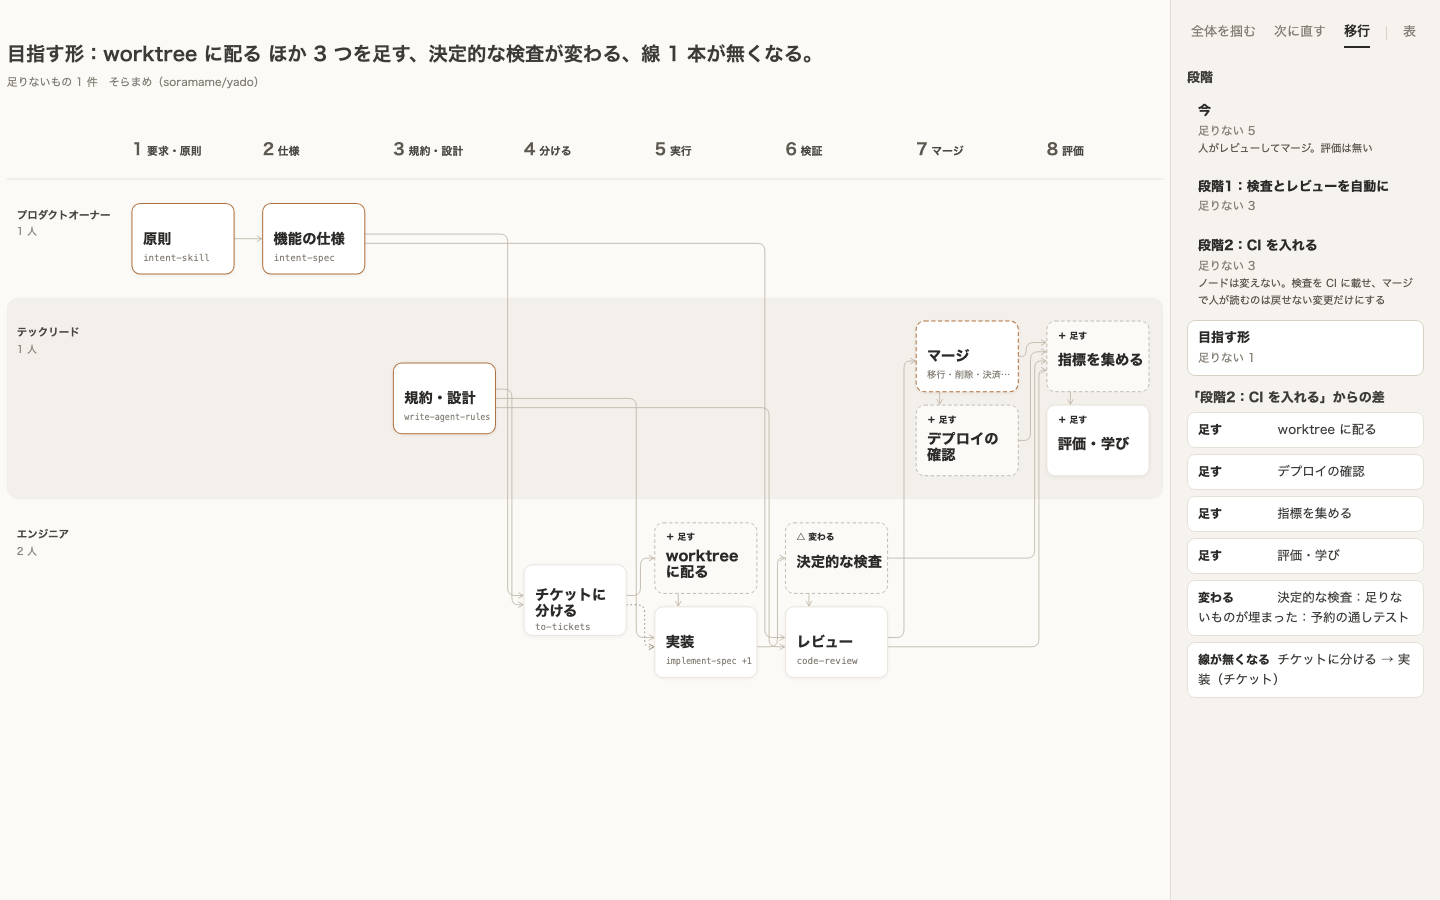 目指す形：worktree に配る ほか 3 つを足す、決定的な検査が変わる、線 1 本が無くなる。
足りないもの 1 件　そらまめ（soramame/yado）
1 要求・原則
2 仕様
3 規約・設計
4 分ける
5 実行
6 検証
7 マージ
8 評価
プロダクトオーナー
1 人
原則
intent-skill
機能の仕様
intent-spec
テックリード
1 人
規約・設計
write-agent-rules
マージ
移行・削除・決済…
+ 足す
指標を集める
+ 足す
デプロイの
確認
+ 足す
評価・学び
エンジニア
2 人
チケットに
分ける
to-tickets
+ 足す
worktree
に配る
実装
implement-spec +1
△ 変わる
決定的な検査
レビュー
code-review
全体を掴む
次に直す
移行
表
段階
今
足りない 5
人がレビューしてマージ。評価は無い
段階1：検査とレビューを自動に
足りない 3
段階2：CI を入れる
足りない 3
ノードは変えない。検査を CI に載せ、マージ
で人が読むのは戻せない変更だけにする
目指す形
足りない 1
「段階2：CI を入れる」からの差
足す worktree に配る
足す デプロイの確認
足す 指標を集める
足す 評価・学び
変わる 決定的な検査：足りな
いものが埋まった：予約の通しテスト
線が無くなる チケットに分ける → 実
装（チケット）